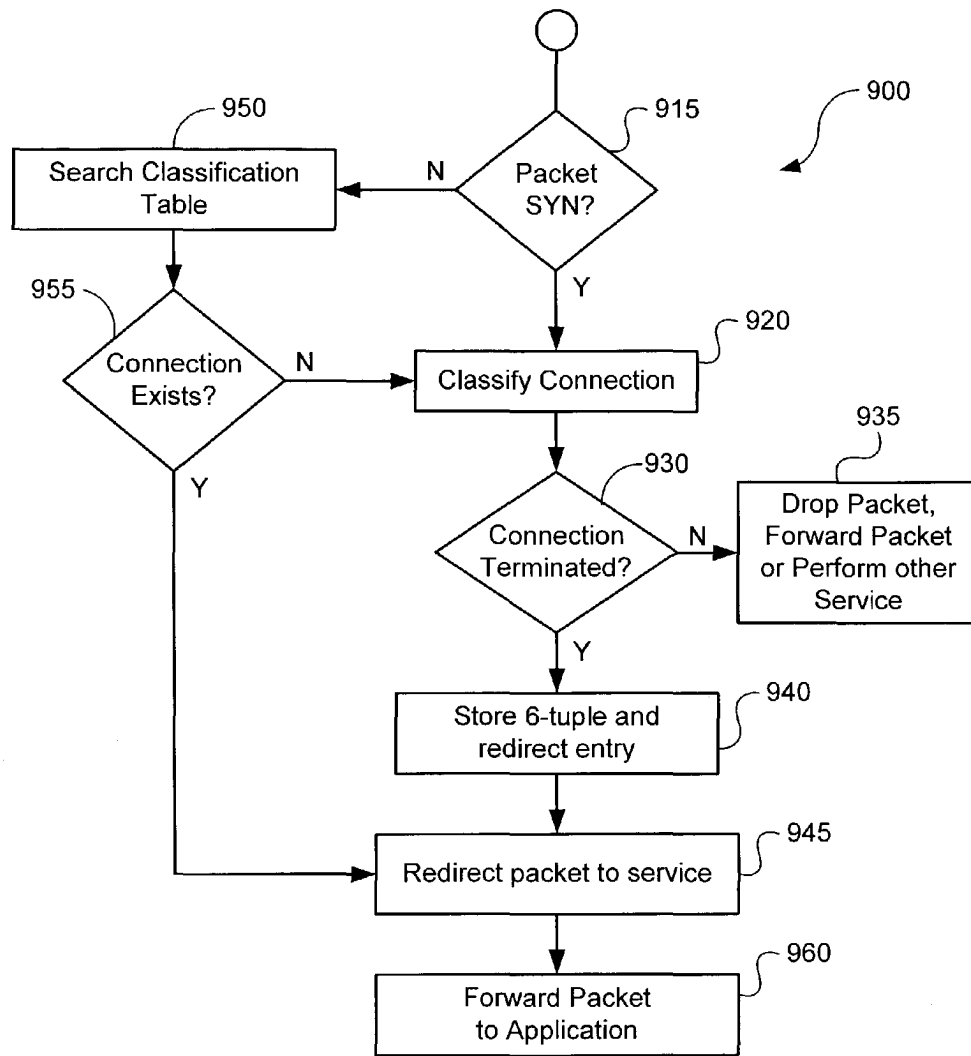 900
915
Packet
SYN?
N
Y
950
Search Classification
Table
955
Connection
Exists?
N
Y
920
Classify Connection
930
Connection
Terminated?
N
Y
935
Drop Packet,
Forward Packet
or Perform other
Service
940
Store 6-tuple and
redirect entry
945
Redirect packet to service
960
Forward Packet
to Application